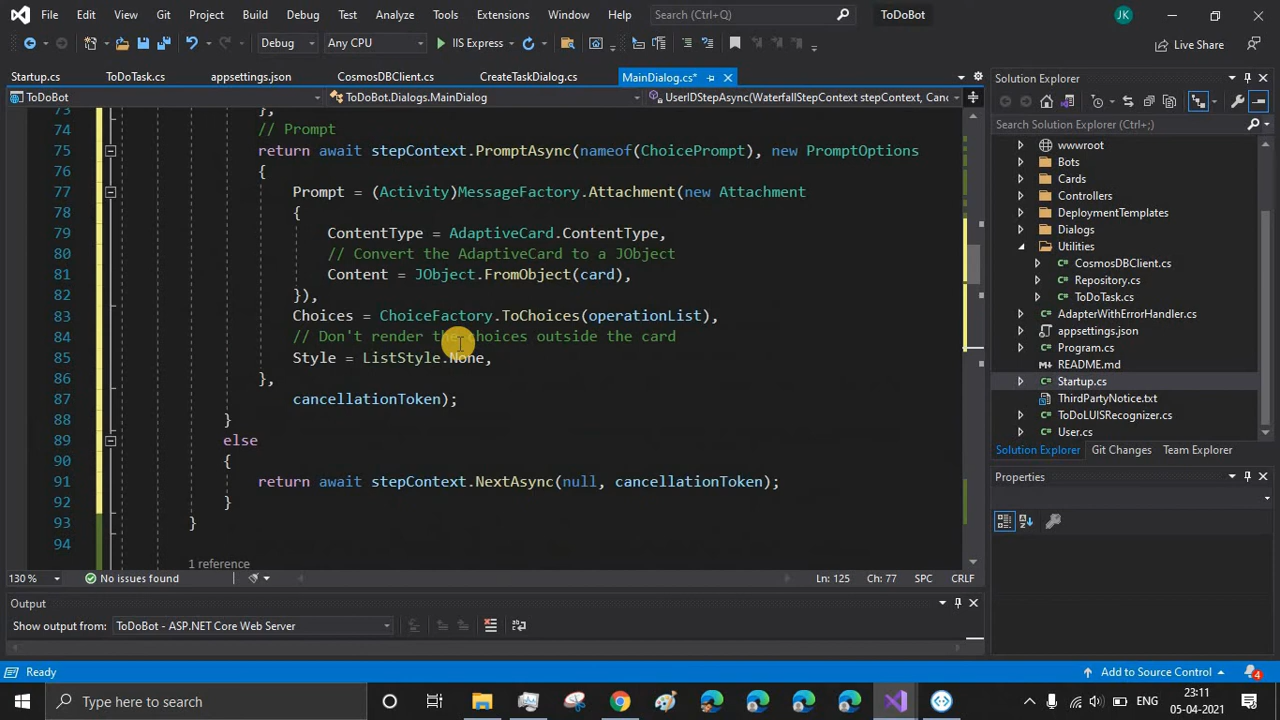 File Edit View Git Project Build Debug Test Analyze Tools Extensions Window Help Search (Ctrl+Q) ToDoBot JK
Debug Any CPU IIS Express Live Share
Startup.cs ToDoTask.cs appsettings.json CosmosDBClient.cs CreateTaskDialog.cs MainDialog.cs*
ToDoBot ToDoBot.Dialogs.MainDialog UserIDStepAsync(WaterfallStepContext stepContext, Canc
73 },
74 // Prompt
75 return await stepContext.PromptAsync(nameof(ChoicePrompt), new PromptOptions
76 {
77 Prompt = (Activity)MessageFactory.Attachment(new Attachment
78 {
79 ContentType = AdaptiveCard.ContentType,
80 // Convert the AdaptiveCard to a JObject
81 Content = JObject.FromObject(card),
82 }),
83 Choices = ChoiceFactory.ToChoices(operationList),
84 // Don't render the choices outside the card
85 Style = ListStyle.None,
86 },
87 cancellationToken);
88 }
89 else
90 {
91 return await stepContext.NextAsync(null, cancellationToken);
92 }
93 }
94
1 reference
130 % No issues found Ln: 125 Ch: 77 SPC CRLF
Output
Show output from: ToDoBot - ASP.NET Core Web Server
Solution Explorer
Search Solution Explorer (Ctrl+;)
wwwroot
Bots
Cards
Controllers
DeploymentTemplates
Dialogs
Utilities
CosmosDBClient.cs
Repository.cs
ToDoTask.cs
AdapterWithErrorHandler.cs
appsettings.json
Program.cs
README.md
Startup.cs
ThirdPartyNotice.txt
ToDoLUISRecognizer.cs
User.cs
Solution Explorer Git Changes Team Explorer
Properties
Ready Add to Source Control 4
Type here to search ENG 23:11
05-04-2021